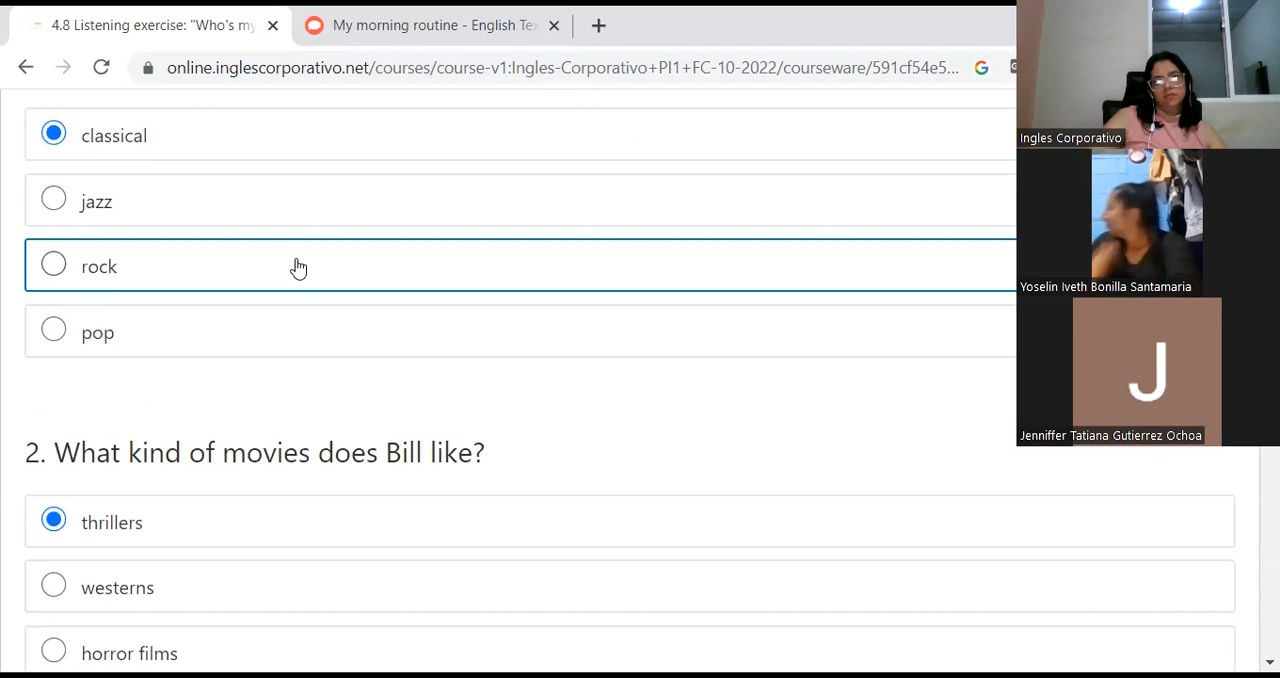 4.8 Listening exercise: "Who's my
My morning routine - English Tex
online.inglescorporativo.net/courses/course-v1:Ingles-Corporativo+PI1+FC-10-2022/courseware/591cf54e5...
classical
jazz
rock
pop
2. What kind of movies does Bill like?
thrillers
westerns
horror films
Ingles Corporativo
Yoselin Iveth Bonilla Santamaria
J
Jenniffer Tatiana Gutierrez Ochoa